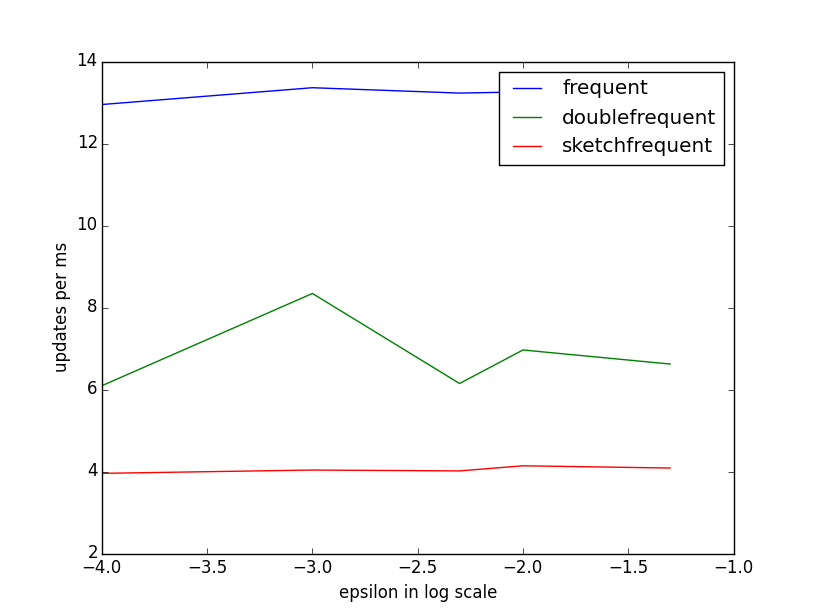 14
12
10
8
6
4
2
updates per ms
frequent
doublefrequent
sketchfrequent
−4.0 −3.5 −3.0 −2.5 −2.0 −1.5 −1.0
epsilon in log scale